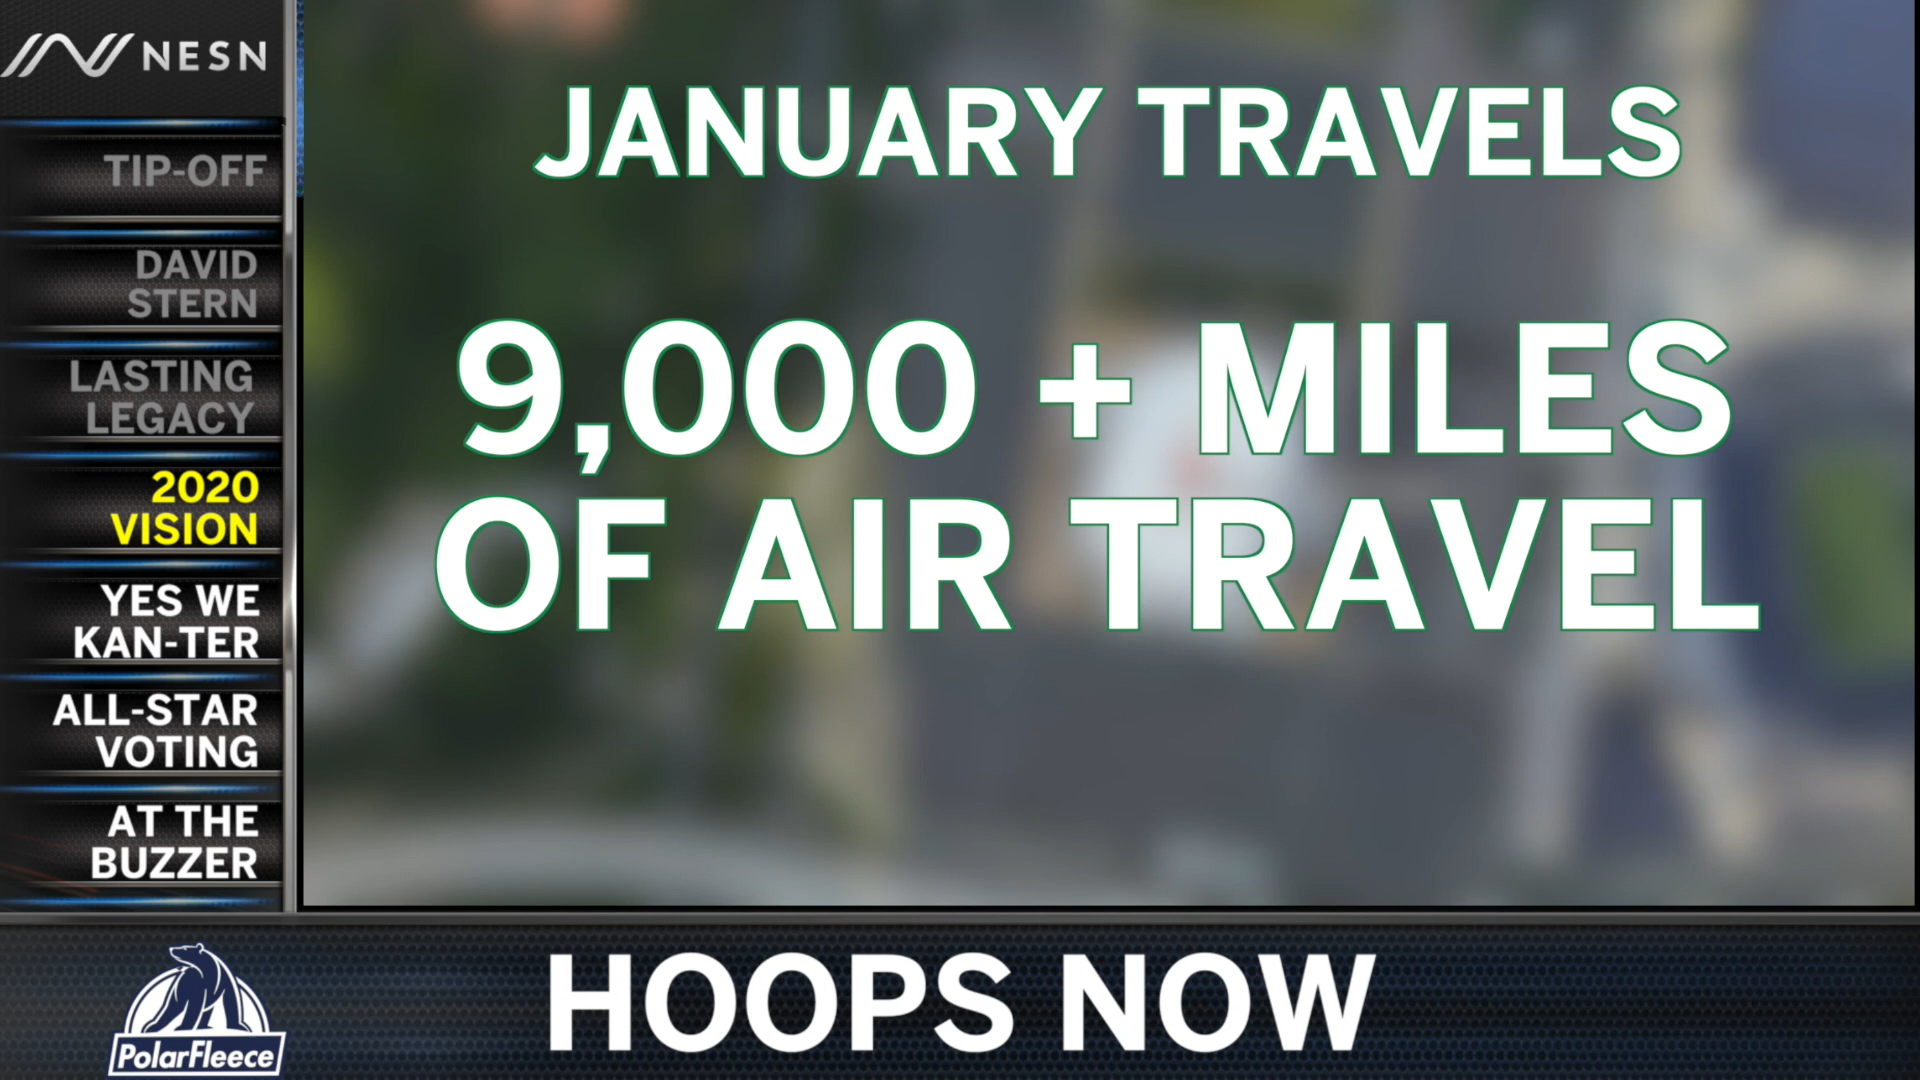 NESN
TIP-OFF
DAVID
STERN
LASTING
LEGACY
2020
VISION
YES WE
KAN-TER
ALL-STAR
VOTING
AT THE
BUZZER
JANUARY TRAVELS
9,000 + MILES
OF AIR TRAVEL
PolarFleece
HOOPS NOW